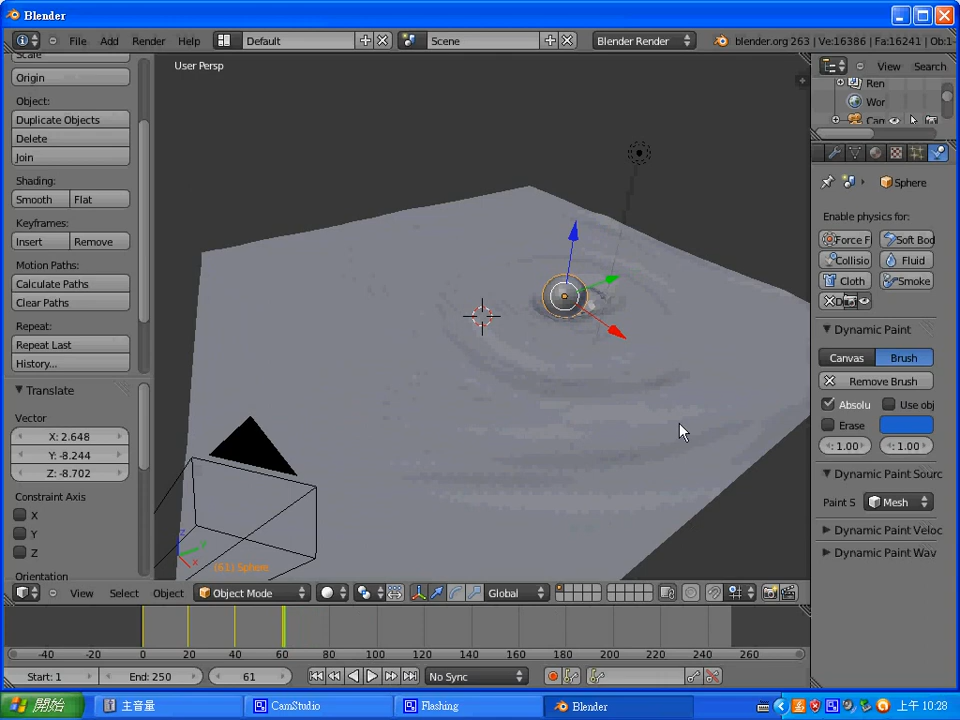 Blender
File Add Render Help Default Scene Blender Render blender.org 263 | Ve:16386 | Fa:16241 | Ob:1-
Scale
Origin
Object:
Duplicate Objects
Delete
Join
Shading:
Smooth Flat
Keyframes:
Insert Remove
Motion Paths:
Calculate Paths
Clear Paths
Repeat:
Repeat Last
History...
Translate
Vector
X: 2.648
Y: -8.244
Z: -8.702
Constraint Axis
X
Y
Z
Orientation
User Persp
(61) Sphere
View Search
Ren
Wor
Can
Sphere
Enable physics for:
Force F Soft Bod
Collisio Fluid
Cloth Smoke
Dynamic Paint
Canvas Brush
Remove Brush
Absolu Use obj
Erase
1.00 1.00
Dynamic Paint Sourc
Paint S Mesh
Dynamic Paint Veloc
Dynamic Paint Wav
View Select Object Object Mode Global
-40 -20 0 20 40 60 80 100 120 140 160 180 200 220 240 260
Start: 1 End: 250 61 No Sync
開始 主音量 CamStudio Flashing Blender 上午 10:28